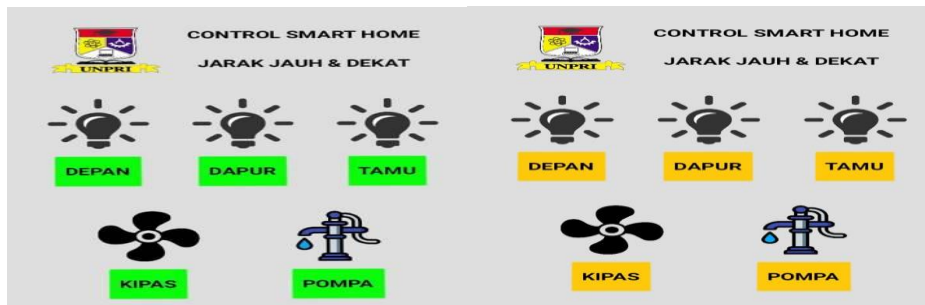 CONTROL SMART HOME
JARAK JAUH & DEKAT
UNPRI
DEPAN
DAPUR
TAMU
KIPAS
POMPA
CONTROL SMART HOME
JARAK JAUH & DEKAT
UNPRI
DEPAN
DAPUR
TAMU
KIPAS
POMPA